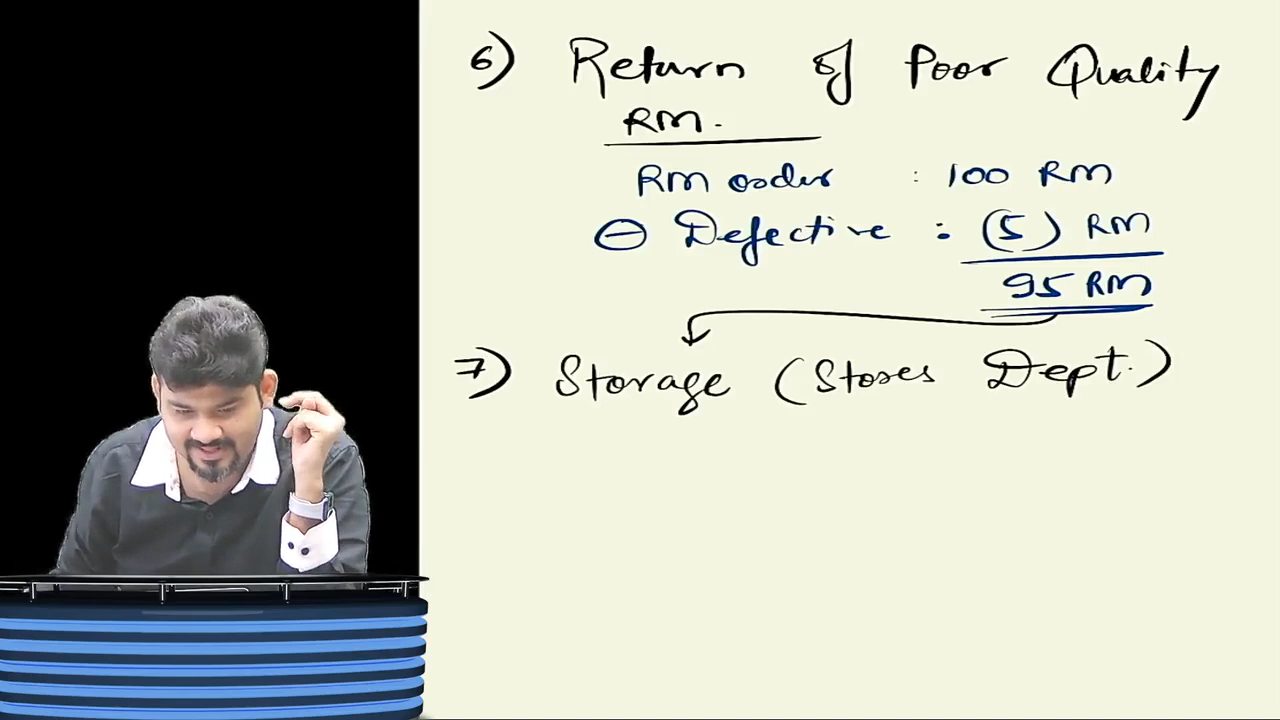 6) Return of Poor Quality
RM.
RM order : 100 RM
⊖ Defective : (5) RM
95 RM
7) Storage (Stores Dept.)